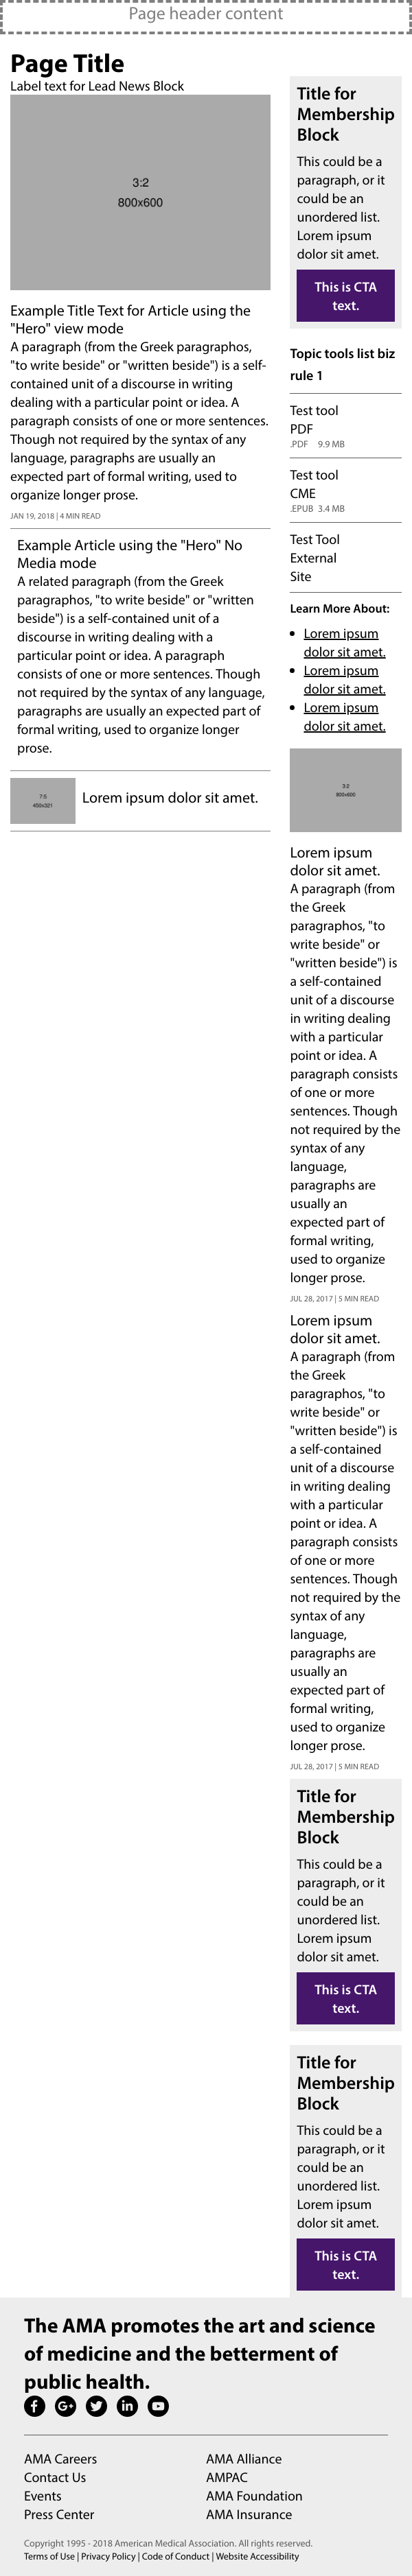 Page header content
Page Title
Label text for Lead News Block
3:2
800x600
Example Title Text for Article using the
"Hero" view mode
A paragraph (from the Greek paragraphos,
"to write beside" or "written beside") is a self-
contained unit of a discourse in writing
dealing with a particular point or idea. A
paragraph consists of one or more sentences.
Though not required by the syntax of any
language, paragraphs are usually an
expected part of formal writing, used to
organize longer prose.
JAN 19, 2018 | 4 MIN READ
Example Article using the "Hero" No
Media mode
A related paragraph (from the Greek
paragraphos, "to write beside" or "written
beside") is a self-contained unit of a
discourse in writing dealing with a
particular point or idea. A paragraph
consists of one or more sentences. Though
not required by the syntax of any language,
paragraphs are usually an expected part of
formal writing, used to organize longer
prose.
7:5
450x321
Lorem ipsum dolor sit amet.
Title for
Membership
Block
This could be a
paragraph, or it
could be an
unordered list.
Lorem ipsum
dolor sit amet.
This is CTA
text.
Topic tools list biz
rule 1
Test tool
PDF
.PDF 9.9 MB
Test tool
CME
.EPUB 3.4 MB
Test Tool
External
Site
Learn More About:
Lorem ipsum
dolor sit amet.
Lorem ipsum
dolor sit amet.
Lorem ipsum
dolor sit amet.
3:2
800x600
Lorem ipsum
dolor sit amet.
A paragraph (from
the Greek
paragraphos, "to
write beside" or
"written beside") is
a self-contained
unit of a discourse
in writing dealing
with a particular
point or idea. A
paragraph consists
of one or more
sentences. Though
not required by the
syntax of any
language,
paragraphs are
usually an
expected part of
formal writing,
used to organize
longer prose.
JUL 28, 2017 | 5 MIN READ
Lorem ipsum
dolor sit amet.
A paragraph (from
the Greek
paragraphos, "to
write beside" or
"written beside") is
a self-contained
unit of a discourse
in writing dealing
with a particular
point or idea. A
paragraph consists
of one or more
sentences. Though
not required by the
syntax of any
language,
paragraphs are
usually an
expected part of
formal writing,
used to organize
longer prose.
JUL 28, 2017 | 5 MIN READ
Title for
Membership
Block
This could be a
paragraph, or it
could be an
unordered list.
Lorem ipsum
dolor sit amet.
This is CTA
text.
Title for
Membership
Block
This could be a
paragraph, or it
could be an
unordered list.
Lorem ipsum
dolor sit amet.
This is CTA
text.
The AMA promotes the art and science
of medicine and the betterment of
public health.
AMA Careers
Contact Us
Events
Press Center
AMA Alliance
AMPAC
AMA Foundation
AMA Insurance
Copyright 1995 - 2018 American Medical Association. All rights reserved.
Terms of Use | Privacy Policy | Code of Conduct | Website Accessibility